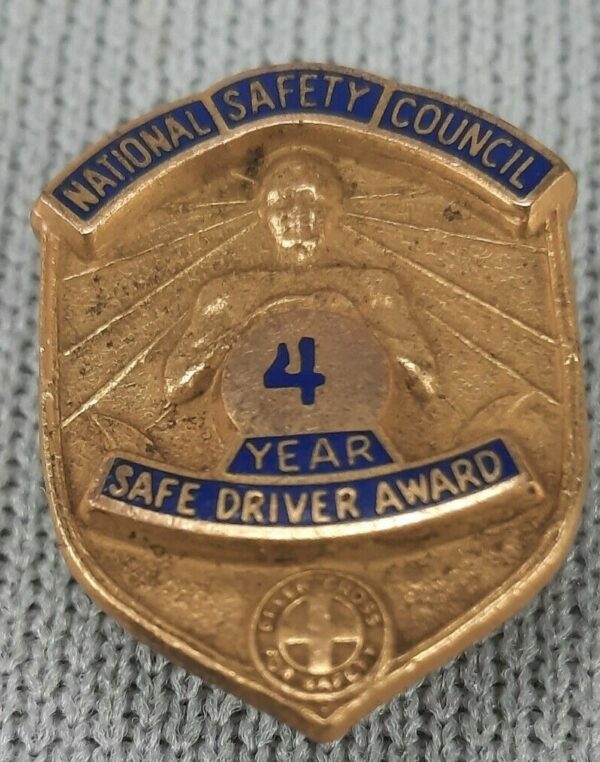 NATIONAL SAFETY COUNCIL
4
YEAR
SAFE DRIVER AWARD
GREEN CROSS
FOR SAFETY